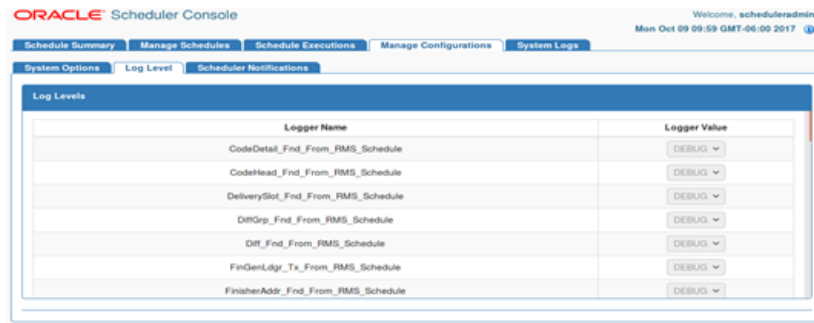 ORACLE® Scheduler Console
Welcome, scheduleradmin
Mon Oct 09 09:59 GMT-06:00 2017
Schedule Summary Manage Schedules Schedule Executions Manage Configurations System Logs
System Options Log Level Scheduler Notifications
Log Levels
Logger Name Logger Value
CodeDetail_Fnd_From_RMS_Schedule DEBUG
CodeHead_Fnd_From_RMS_Schedule DEBUG
DeliverySlot_Fnd_From_RMS_Schedule DEBUG
DiffGrp_Fnd_From_RMS_Schedule DEBUG
Diff_Fnd_From_RMS_Schedule DEBUG
FinGenLdgr_Tx_From_RMS_Schedule DEBUG
FinisherAddr_Fnd_From_RMS_Schedule DEBUG